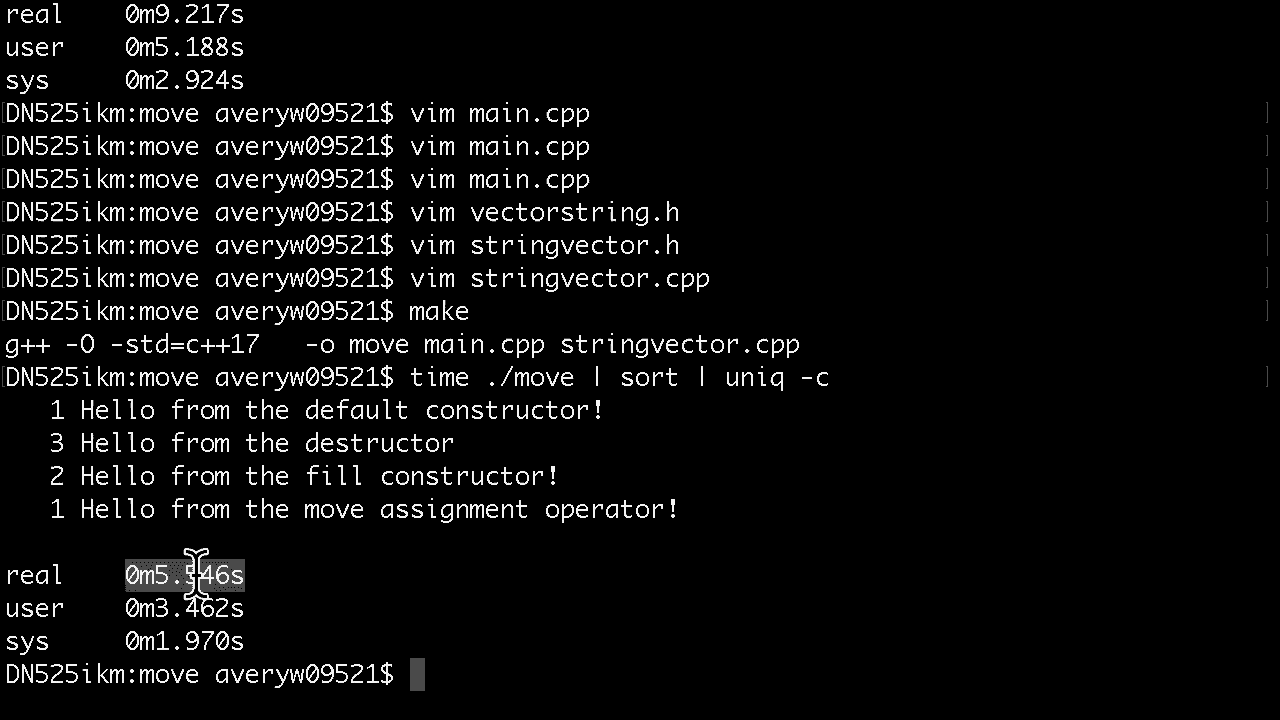 real    0m9.217s
user    0m5.188s
sys     0m2.924s
DN525ikm:move averyw09521$ vim main.cpp
DN525ikm:move averyw09521$ vim main.cpp
DN525ikm:move averyw09521$ vim main.cpp
DN525ikm:move averyw09521$ vim vectorstring.h
DN525ikm:move averyw09521$ vim stringvector.h
DN525ikm:move averyw09521$ vim stringvector.cpp
DN525ikm:move averyw09521$ make
g++ -O -std=c++17   -o move main.cpp stringvector.cpp
DN525ikm:move averyw09521$ time ./move | sort | uniq -c
   1 Hello from the default constructor!
   3 Hello from the destructor
   2 Hello from the fill constructor!
   1 Hello from the move assignment operator!
real
user    0m3.462s
sys     0m1.970s
DN525ikm:move averyw09521$